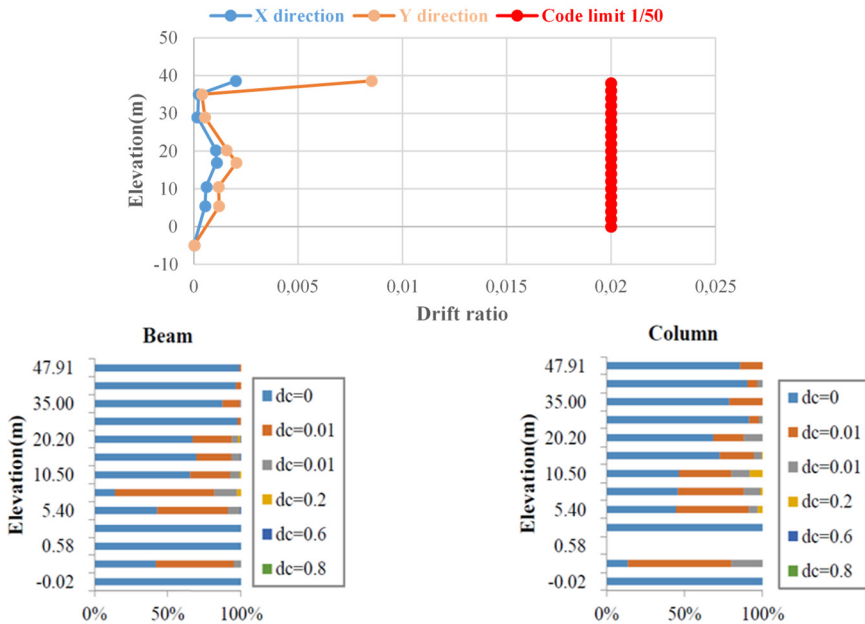 X direction Y direction Code limit 1/50
50
40
30
20
10
0
-10
Elevation(m)
0 0,005 0,01 0,015 0,02 0,025
Drift ratio
Beam
47.91
35.00
20.20
10.50
5.40
0.58
-0.02
Elevation(m)
0% 50% 100%
dc=0
dc=0.01
dc=0.01
dc=0.2
dc=0.6
dc=0.8
Column
47.91
35.00
20.20
10.50
5.40
0.58
-0.02
Elevation(m)
0% 50% 100%
dc=0
dc=0.01
dc=0.01
dc=0.2
dc=0.6
dc=0.8